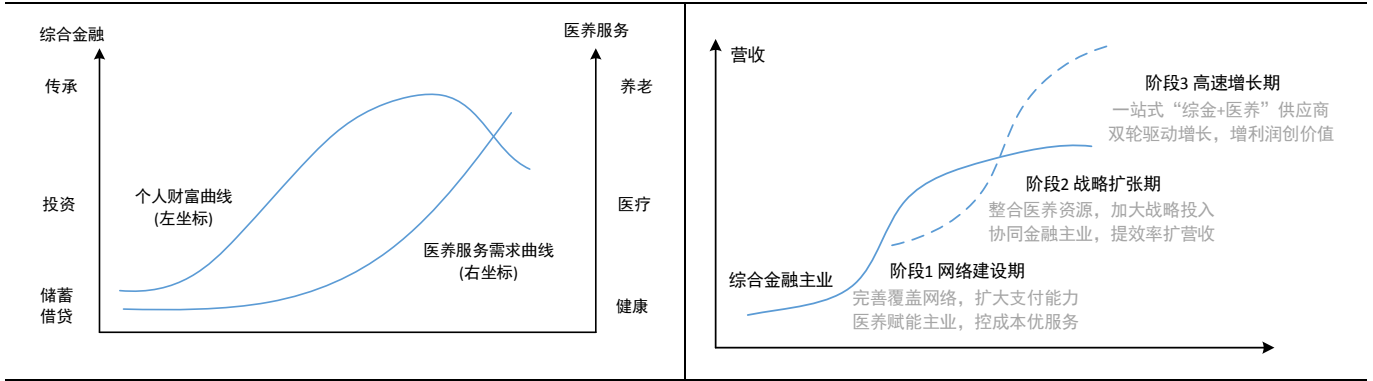 综合金融
医养服务
传承
养老
投资
个人财富曲线
(左坐标)
医疗
医养服务需求曲线
(右坐标)
储蓄
借贷
健康
营收
阶段3 高速增长期
一站式“综金+医养”供应商
双轮驱动增长，增利润创价值
阶段2 战略扩张期
整合医养资源，加大战略投入
协同金融主业，提效率扩营收
综合金融主业
阶段1 网络建设期
完善覆盖网络，扩大支付能力
医养赋能主业，控成本优服务